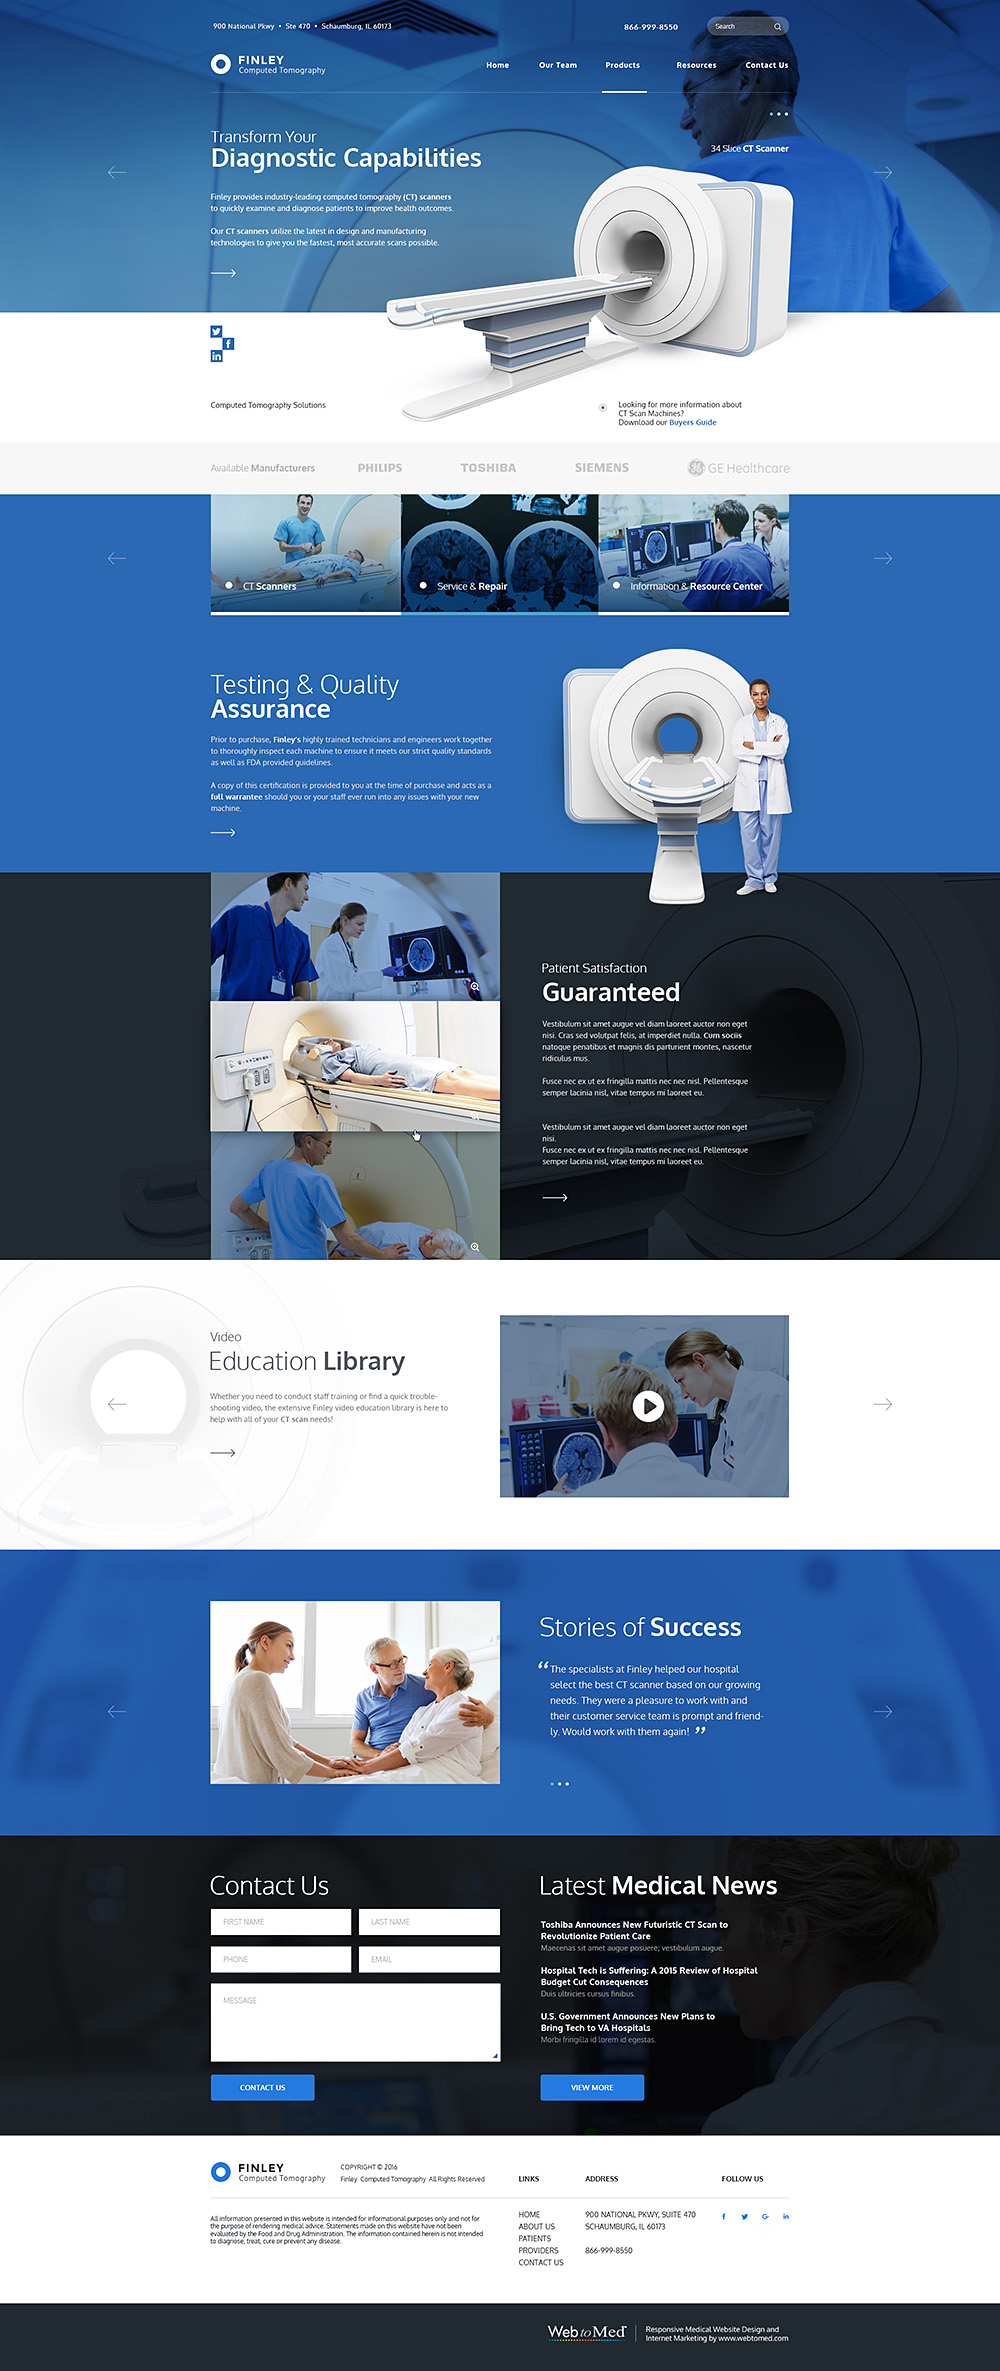 900 National Pkwy • Ste 470 • Schaumburg, IL 60173
866-999-8550
Search
FINLEY
Computed Tomography
Home
Our Team
Products
Resources
Contact Us
Transform Your
Diagnostic Capabilities
34 Slice CT Scanner
Finley provides industry-leading computed tomography (CT) scanners
to quickly examine and diagnose patients to improve health outcomes.
Our CT scanners utilize the latest in design and manufacturing
technologies to give you the fastest, most accurate scans possible.
f
in
Computed Tomography Solutions
Looking for more information about
CT Scan Machines?
Download our Buyers Guide
Available Manufacturers
PHILIPS
TOSHIBA
SIEMENS
GE Healthcare
CT Scanners
Service & Repair
Information & Resource Center
Testing & Quality
Assurance
Prior to purchase, Finley's highly trained technicians and engineers work together
to thoroughly inspect each machine to ensure it meets our strict quality standards
as well as FDA provided guidelines.
A copy of this certification is provided to you at the time of purchase and acts as a
full warrantee should you or your staff ever run into any issues with your new
machine.
Patient Satisfaction
Guaranteed
Vestibulum sit amet augue vel diam laoreet auctor non eget
nisi. Cras sed volutpat felis, at imperdiet nulla. Cum sociis
natoque penatibus et magnis dis parturient montes, nascetur
ridiculus mus.
Fusce nec ex ut ex fringilla mattis nec nec nisl. Pellentesque
semper lacinia nisl, vitae tempus mi laoreet eu.
Vestibulum sit amet augue vel diam laoreet auctor non eget
nisi.
Fusce nec ex ut ex fringilla mattis nec nec nisl. Pellentesque
semper lacinia nisl, vitae tempus mi laoreet eu.
Video
Education Library
Whether you need to conduct staff training or find a quick trouble-
shooting video, the extensive Finley video education library is here to
help with all of your CT scan needs!
Stories of Success
“The specialists at Finley helped our hospital
select the best CT scanner based on our growing
needs. They were a pleasure to work with and
their customer service team is prompt and friend-
ly. Would work with them again! ”
Contact Us
FIRST NAME
LAST NAME
PHONE
EMAIL
MESSAGE
CONTACT US
Latest Medical News
Toshiba Announces New Futuristic CT Scan to
Revolutionize Patient Care
Maecenas sit amet augue posuere, vestibulum augue.
Hospital Tech is Suffering: A 2015 Review of Hospital
Budget Cut Consequences
Duis ultricies cursus finibus.
U.S. Government Announces New Plans to
Bring Tech to VA Hospitals
Morbi fringilla id lorem id egestas.
VIEW MORE
FINLEY
Computed Tomography
COPYRIGHT © 2016
Finley Computed Tomography All Rights Reserved
All information presented in this website is intended for informational purposes only and not for
the purpose of rendering medical advice. Statements made on this website have not been
evaluated by the Food and Drug Administration. The information contained herein is not intended
to diagnose, treat, cure or prevent any disease.
LINKS
HOME
ABOUT US
PATIENTS
PROVIDERS
CONTACT US
ADDRESS
900 NATIONAL PKWY, SUITE 470
SCHAUMBURG, IL 60173
866-999-8550
FOLLOW US
f
G+
in
Web to Med
Responsive Medical Website Design and
Internet Marketing by www.webtomed.com